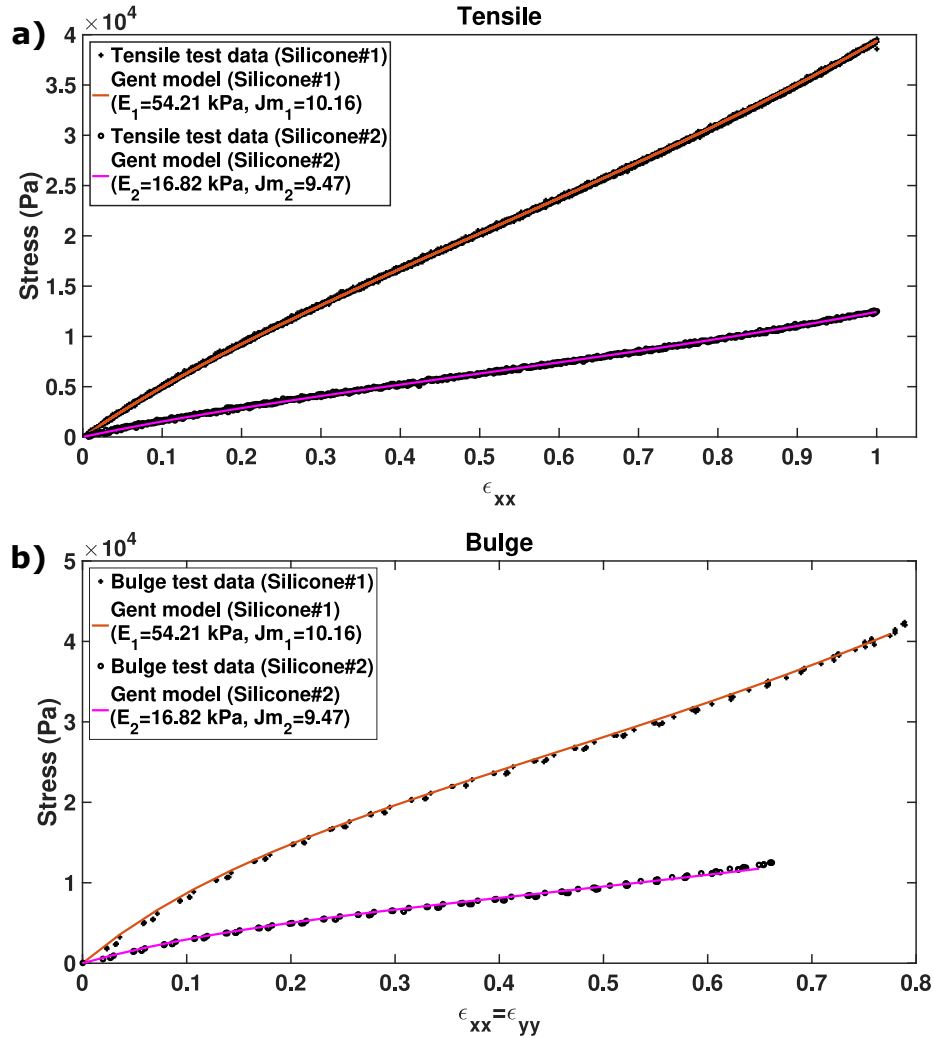 a)
Tensile
×10⁴
Tensile test data (Silicone#1)
Gent model (Silicone#1)
(E₁=54.21 kPa, Jm₁=10.16)
Tensile test data (Silicone#2)
Gent model (Silicone#2)
(E₂=16.82 kPa, Jm₂=9.47)
Stress (Pa)
4
3.5
3
2.5
2
1.5
1
0.5
0
0 0.1 0.2 0.3 0.4 0.5 0.6 0.7 0.8 0.9 1
ϵxx
b)
Bulge
×10⁴
Bulge test data (Silicone#1)
Gent model (Silicone#1)
(E₁=54.21 kPa, Jm₁=10.16)
Bulge test data (Silicone#2)
Gent model (Silicone#2)
(E₂=16.82 kPa, Jm₂=9.47)
Stress (Pa)
5
4
3
2
1
0
0 0.1 0.2 0.3 0.4 0.5 0.6 0.7 0.8
ϵxx=ϵyy